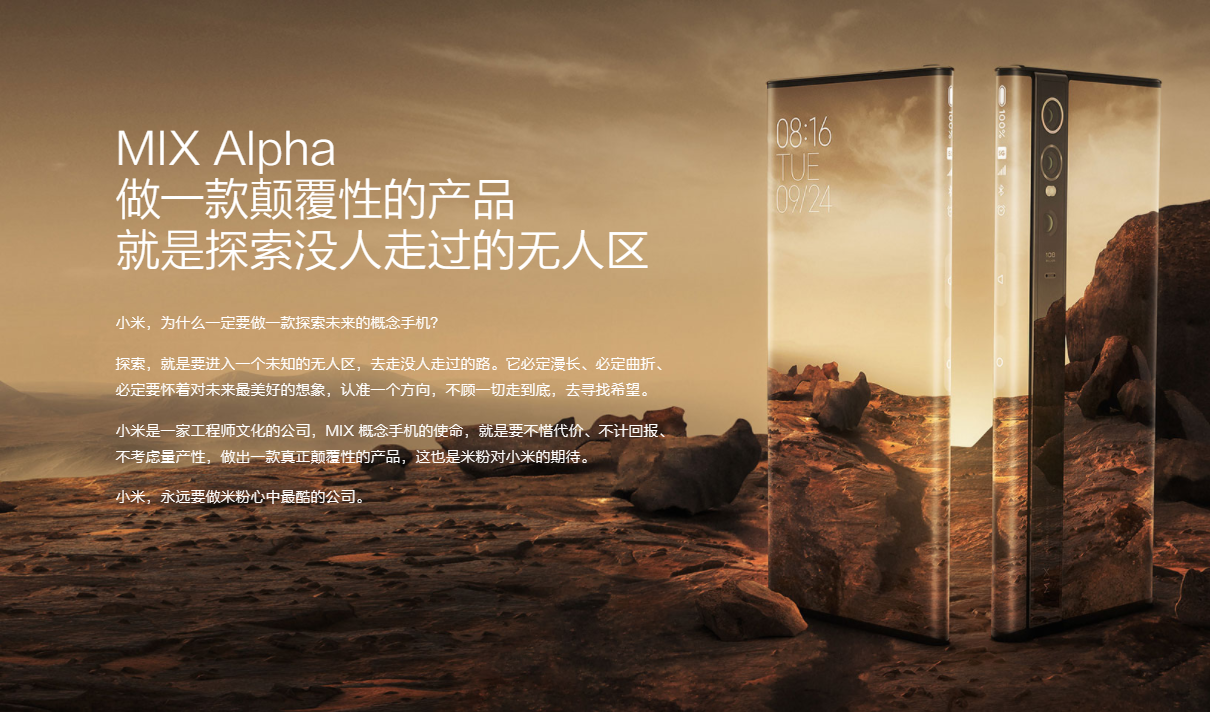 MIX Alpha
做一款颠覆性的产品
就是探索没人走过的无人区
小米，为什么一定要做一款探索未来的概念手机？
探索，就是要进入一个未知的无人区，去走没人走过的路。它必定漫长、必定曲折、
必定要怀着对未来最美好的想象，认准一个方向，不顾一切走到底，去寻找希望。
小米是一家工程师文化的公司，MIX 概念手机的使命，就是要不惜代价、不计回报、
不考虑量产性，做出一款真正颠覆性的产品，这也是米粉对小米的期待。
小米，永远要做米粉心中最酷的公司。
08:16
TUE
09/24
100%
100%